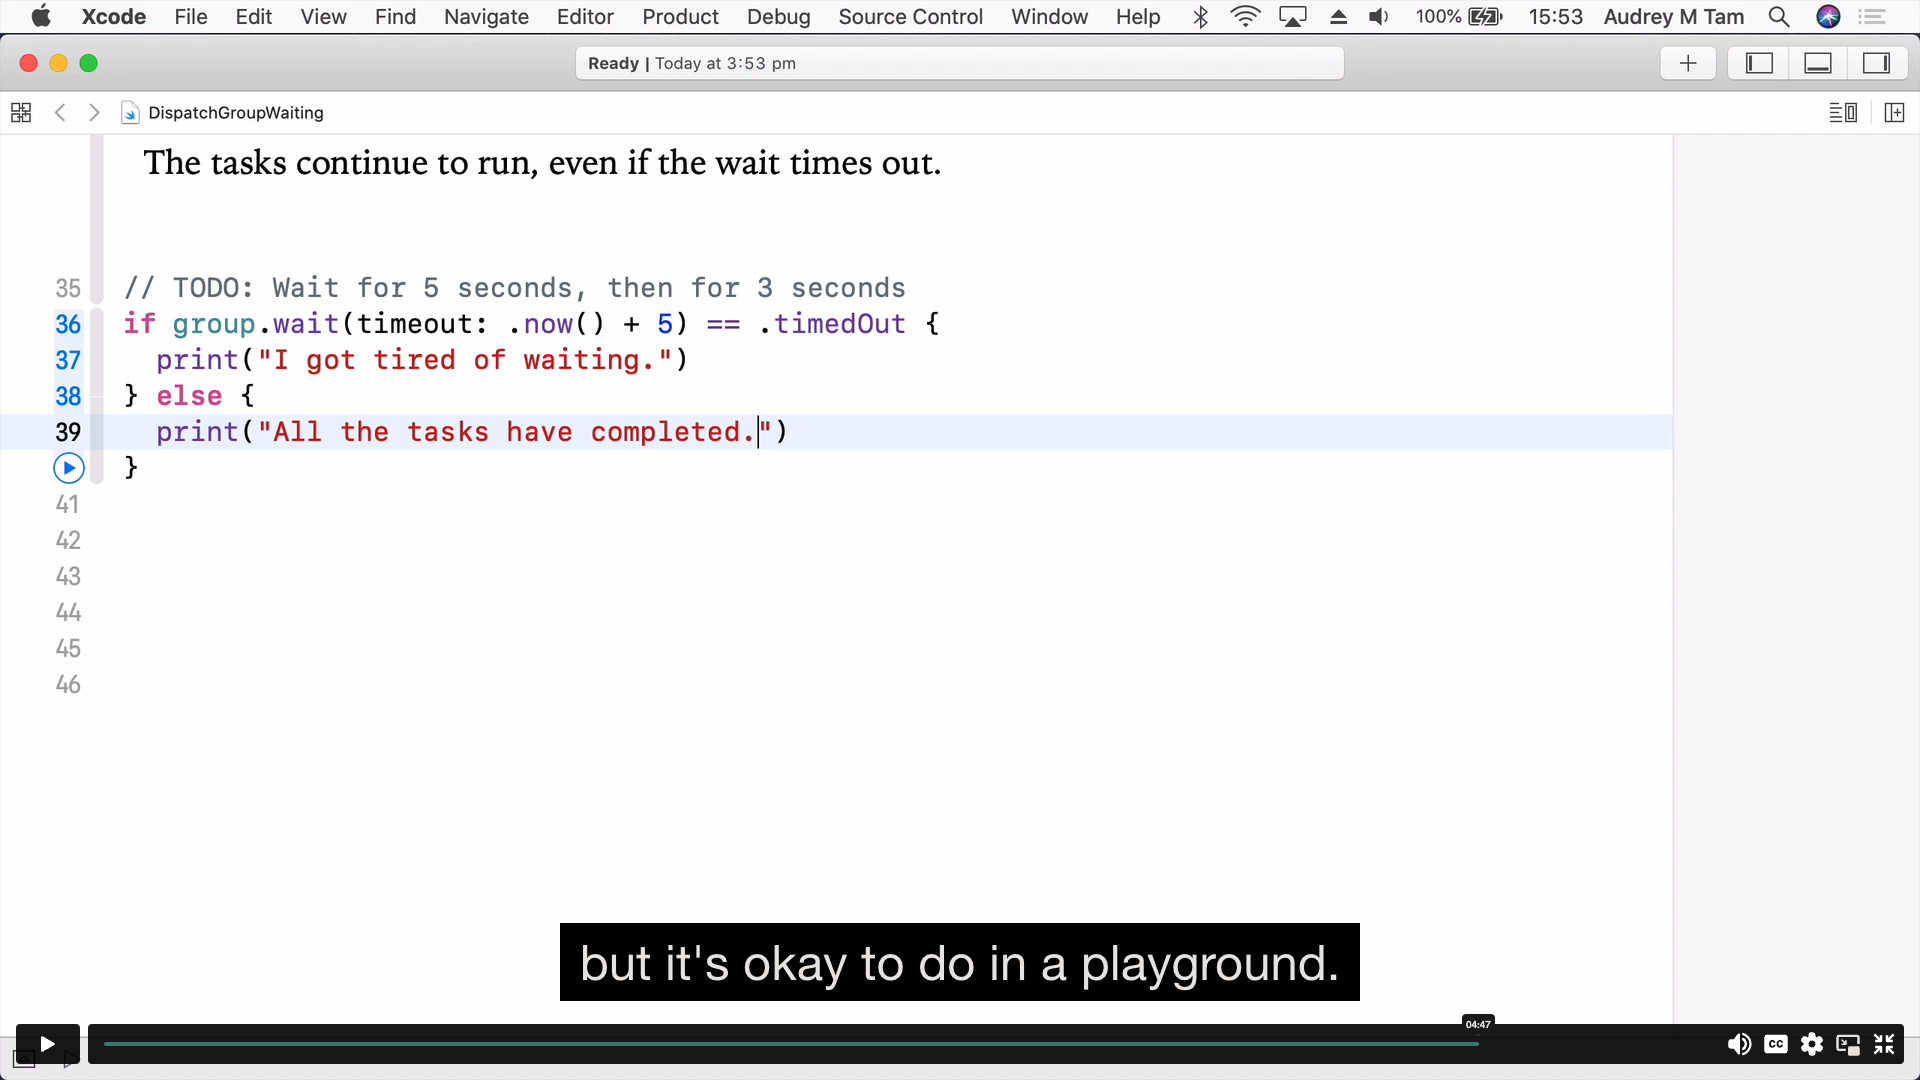 Xcode File Edit View Find Navigate Editor Product Debug Source Control Window Help 100% 15:53 Audrey M Tam
Ready | Today at 3:53 pm
DispatchGroupWaiting
The tasks continue to run, even if the wait times out.
35 // TODO: Wait for 5 seconds, then for 3 seconds
36 if group.wait(timeout: .now() + 5) == .timedOut {
37 print("I got tired of waiting.")
38 } else {
39 print("All the tasks have completed.")
}
41
42
43
44
45
46
but it's okay to do in a playground.
04:47
CC